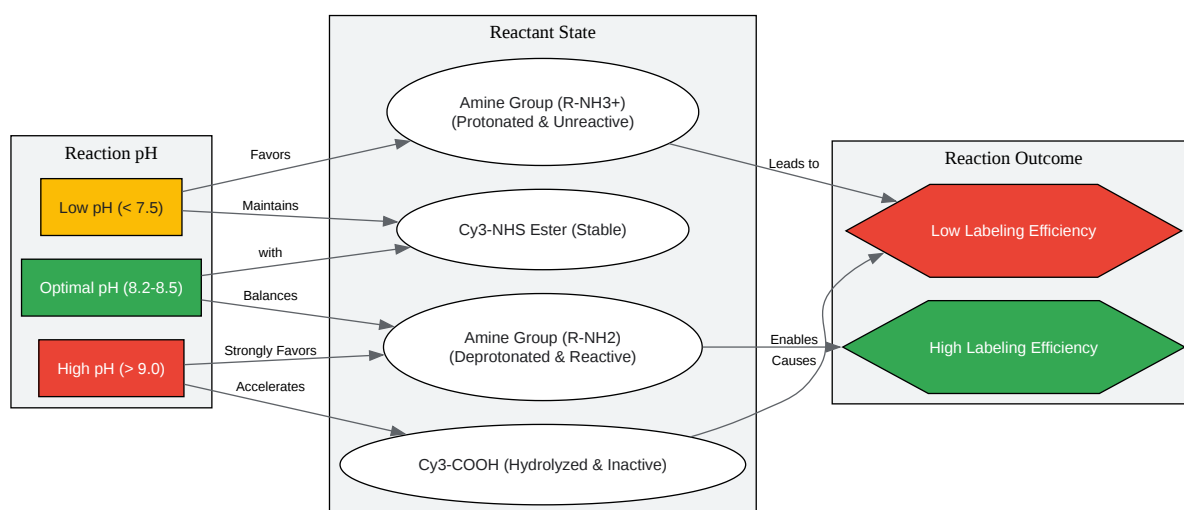 Reaction pH
Low pH (< 7.5)
Optimal pH (8.2-8.5)
High pH (> 9.0)
Favors
Maintains
with
Balances
Strongly Favors
Accelerates
Reactant State
Amine Group (R-NH3+)
(Protonated & Unreactive)
Cy3-NHS Ester (Stable)
Amine Group (R-NH2)
(Deprotonated & Reactive)
Cy3-COOH (Hydrolyzed & Inactive)
Leads to
Enables
Causes
Reaction Outcome
Low Labeling Efficiency
High Labeling Efficiency